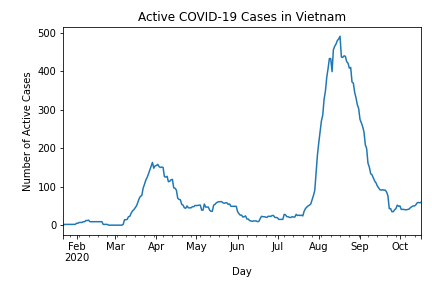 Active COVID-19 Cases in Vietnam
Number of Active Cases
500
400
300
200
100
0
Feb Mar Apr May Jun Jul Aug Sep Oct
2020
Day